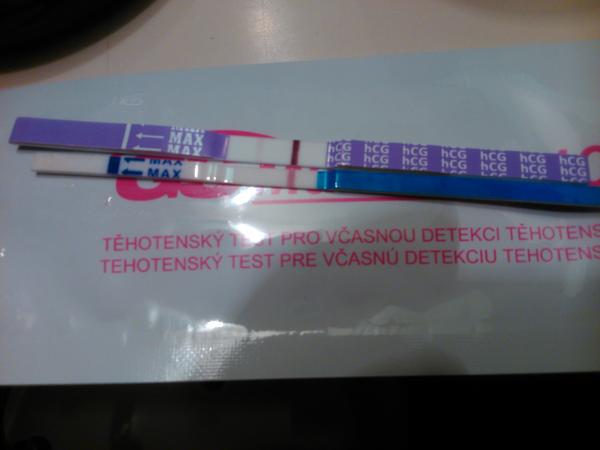 MAX
MAX
hCG hCG hCG hCG hCG hCG
hCG hCG hCG hCG hCG hCG hCG
MAX
MAX
TĚHOTENSKÝ TEST PRO VČASNOU DETEKCI TĚHOTENS
TEHOTENSKÝ TEST PRE VČASNÚ DETEKCIU TEHOTENS